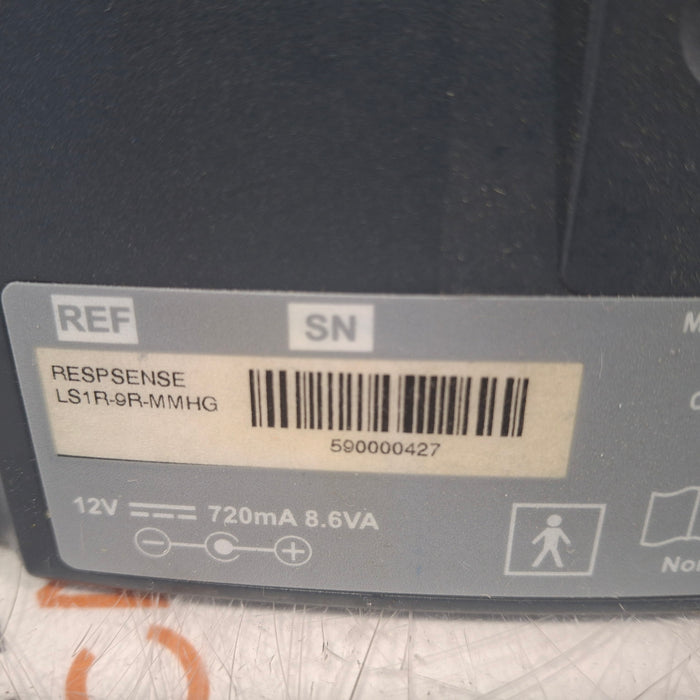 REF
SN
RESPSENSE
LS1R-9R-MMHG
590000427
12V 720mA 8.6VA